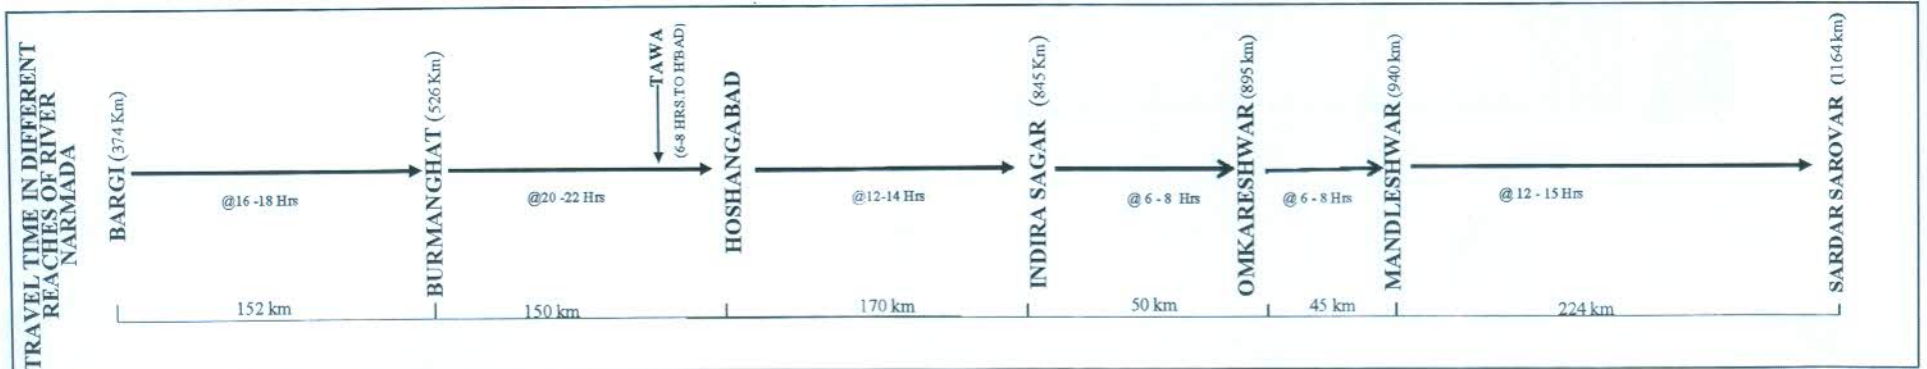 TRAVEL TIME IN DIFFERENT
REACHES OF RIVER
NARMADA
BARGI (374 Km)
@16 -18 Hrs
BURMANGHAT (526 Km)
@20 -22 Hrs
TAWA
(6-8 HRS.TO H'BAD)
HOSHANGABAD
@12-14 Hrs
INDIRA SAGAR (845 Km)
@ 6 - 8 Hrs
OMKARESHWAR (895 km)
@ 6 - 8 Hrs
MANDLESHWAR (940 km)
@ 12 - 15 Hrs
SARDAR SAROVAR (1164 km)
152 km
150 km
170 km
50 km
45 km
224 km